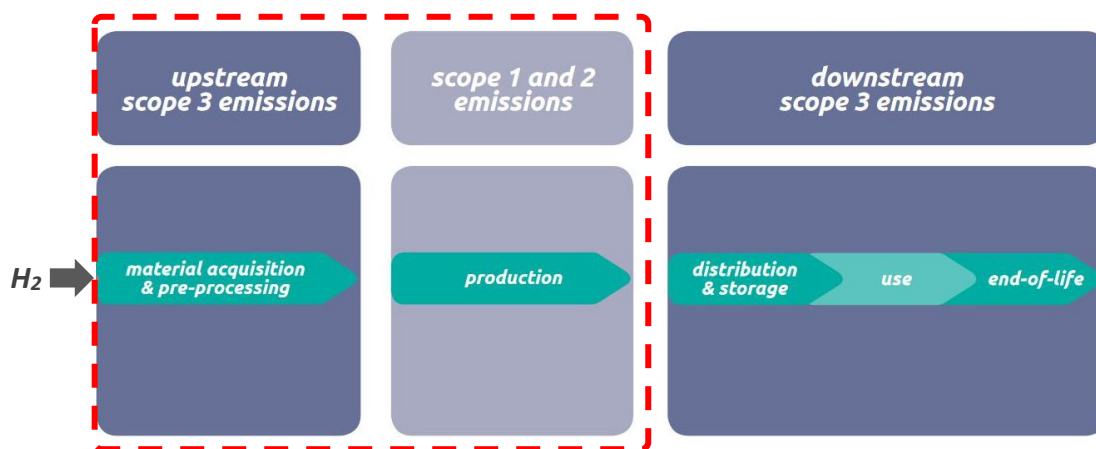 upstream
scope 3 emissions
scope 1 and 2
emissions
downstream
scope 3 emissions
H₂
material acquisition
& pre-processing
production
distribution
& storage
use
end-of-life